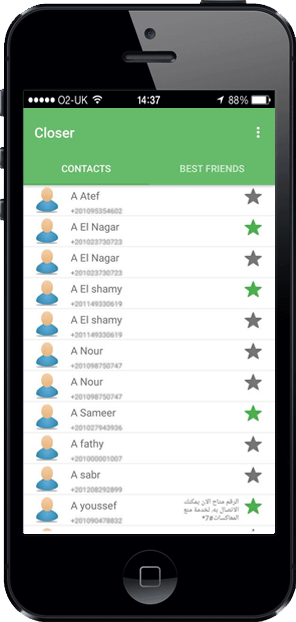 O2-UK 14:37 88%
Closer
CONTACTS BEST FRIENDS
A Atef
+201095354602
A El Nagar
+201023730723
A El Nagar
+201023730723
A El shamy
+201149330619
A El shamy
+201149330619
A Nour
+201098750747
A Nour
+201098750747
A Sameer
+201027943936
A fathy
+201000001007
A sabr
+201208292899
A youssef
+201090478832
الرقم متاح الان يمكنك
الاتصال به. لخدمة منع
المعاكسات #7*